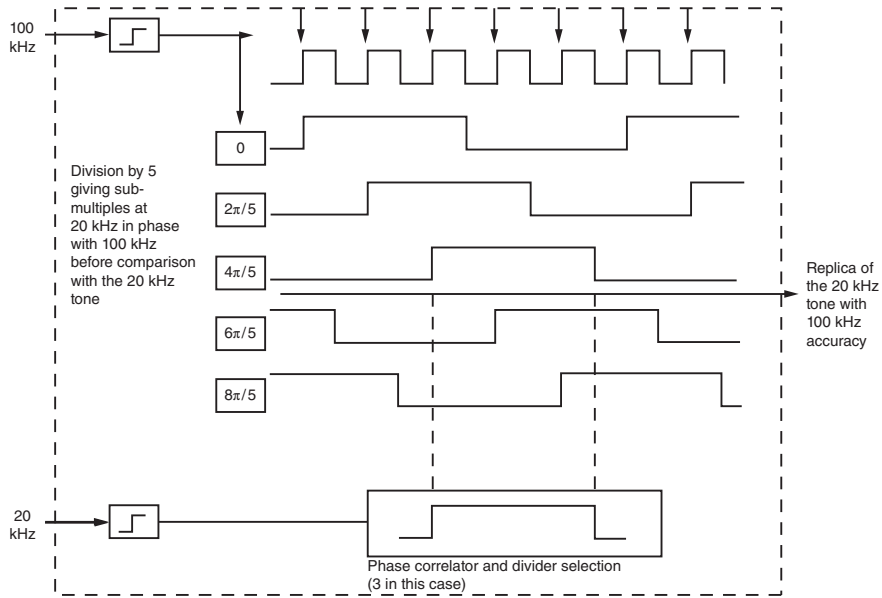 100
kHz
0
Division by 5
giving sub-
multiples at
20 kHz in phase
with 100 kHz
before comparison
with the 20 kHz
tone
2π/5
4π/5
6π/5
8π/5
Replica of
the 20 kHz
tone with
100 kHz
accuracy
20
kHz
Phase correlator and divider selection
(3 in this case)